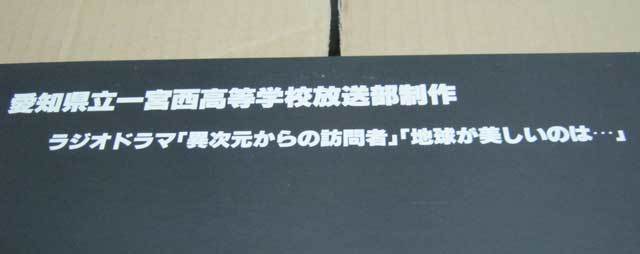 愛知県立一宮西高等学校放送部制作
ラジオドラマ「異次元からの訪問者」「地球が美しいのは…」